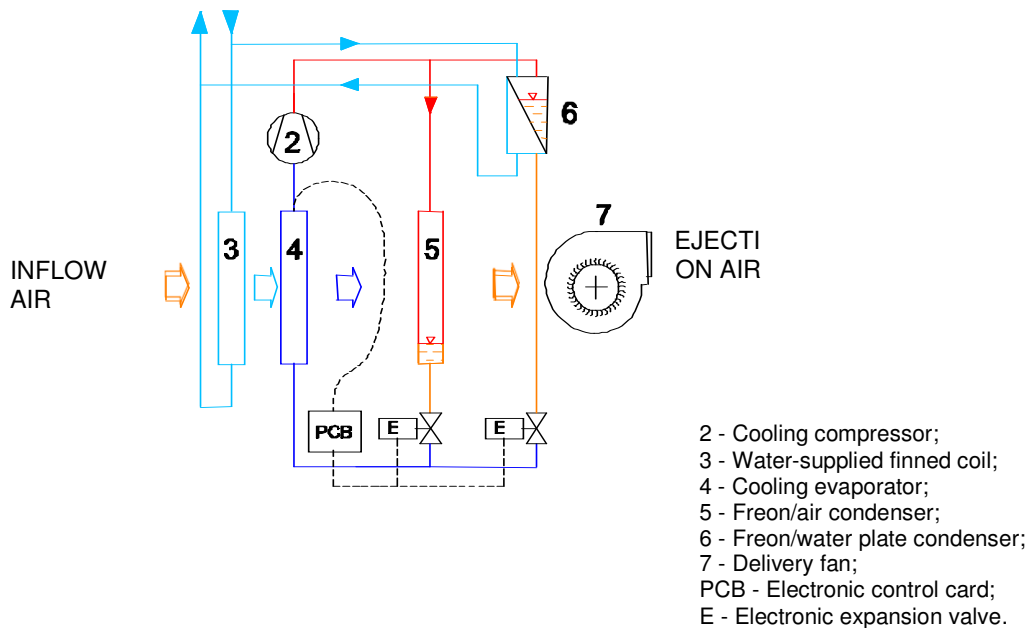 2
6
7
3
4
5
INFLOW
AIR
EJECTI
ON AIR
PCB
E
E
2 - Cooling compressor;
3 - Water-supplied finned coil;
4 - Cooling evaporator;
5 - Freon/air condenser;
6 - Freon/water plate condenser;
7 - Delivery fan;
PCB - Electronic control card;
E - Electronic expansion valve.